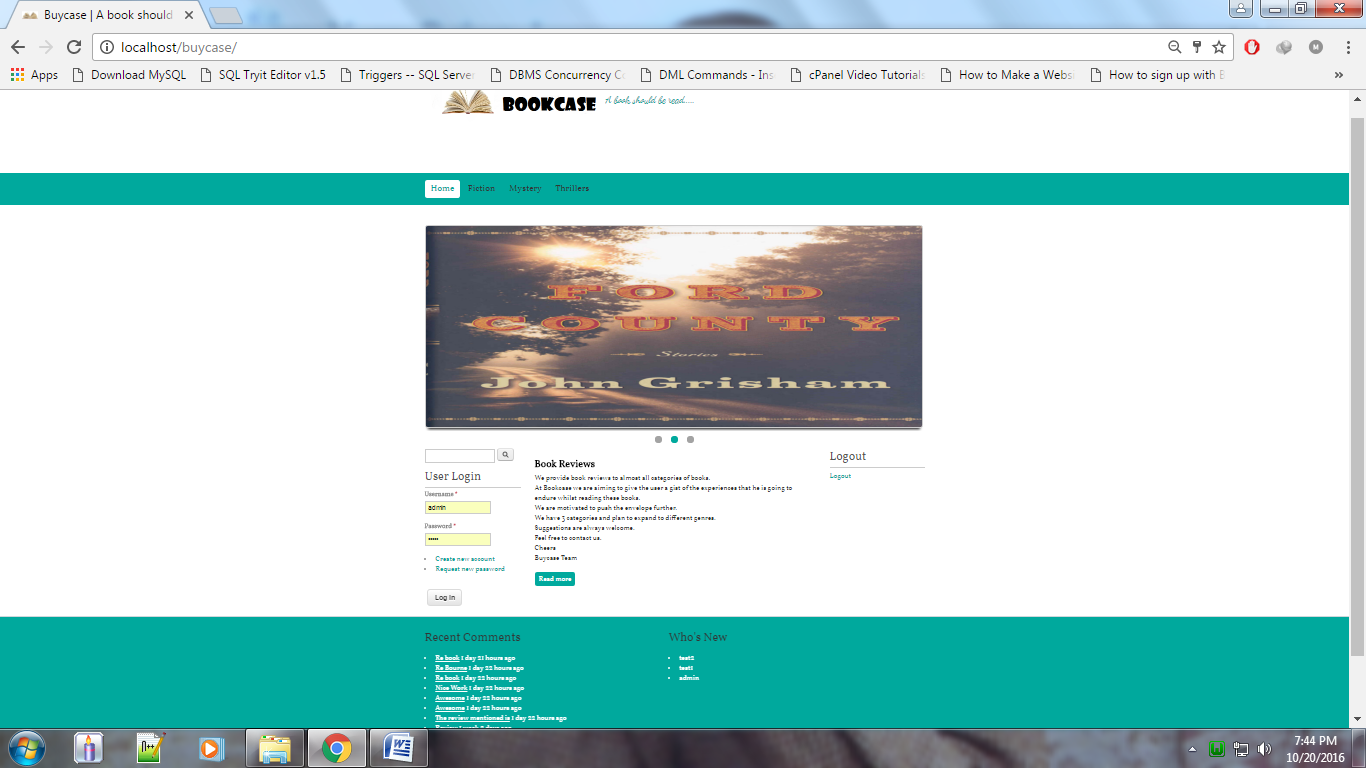 Buycase | A book should
localhost/buycase/
Apps
Download MySQL
SQL Tryit Editor v1.5
Triggers -- SQL Server
DBMS Concurrency C
DML Commands - Ins
cPanel Video Tutorials
How to Make a Webs
How to sign up with
»
BOOKCASE
A book should be read....
Home
Fiction
Mystery
Thrillers
FORD
COUNTY
Stories
John Grisham
User Login
Username *
admin
Password *
•••••
Create new account
Request new password
Log in
Book Reviews
We provide book reviews to almost all categories of books.
At Bookcase we are aiming to give the user a gist of the experiences that he is going to
endure whilst reading these books.
We are motivated to push the envelope further.
We have 3 categories and plan to expand to different genres.
Suggestions are always welcome.
Feel free to contact us.
Cheers
Buycase Team
Read more
Logout
Logout
Recent Comments
Re book 1 day 21 hours ago
Re Bourne 1 day 22 hours ago
Re book 1 day 22 hours ago
Nice Work 1 day 22 hours ago
Awesome 1 day 22 hours ago
Awesome 1 day 22 hours ago
The review mentioned is 1 day 22 hours ago
Who's New
test2
test1
admin
7:44 PM
10/20/2016